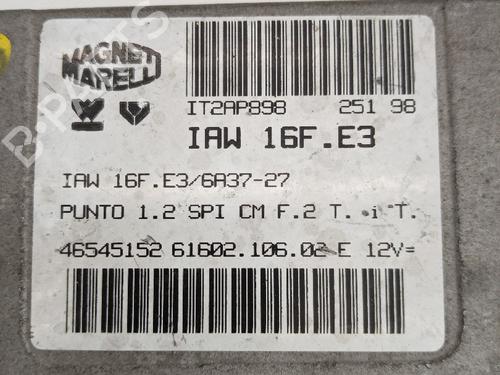 MAGNETI
MARELLI
IT2AP898 251 98
IAW 16F.E3
IAW 16F.E3/6A37-27
PUNTO 1.2 SPI CM F.2 T. i T.
46545152 61602.106.02 E 12V=